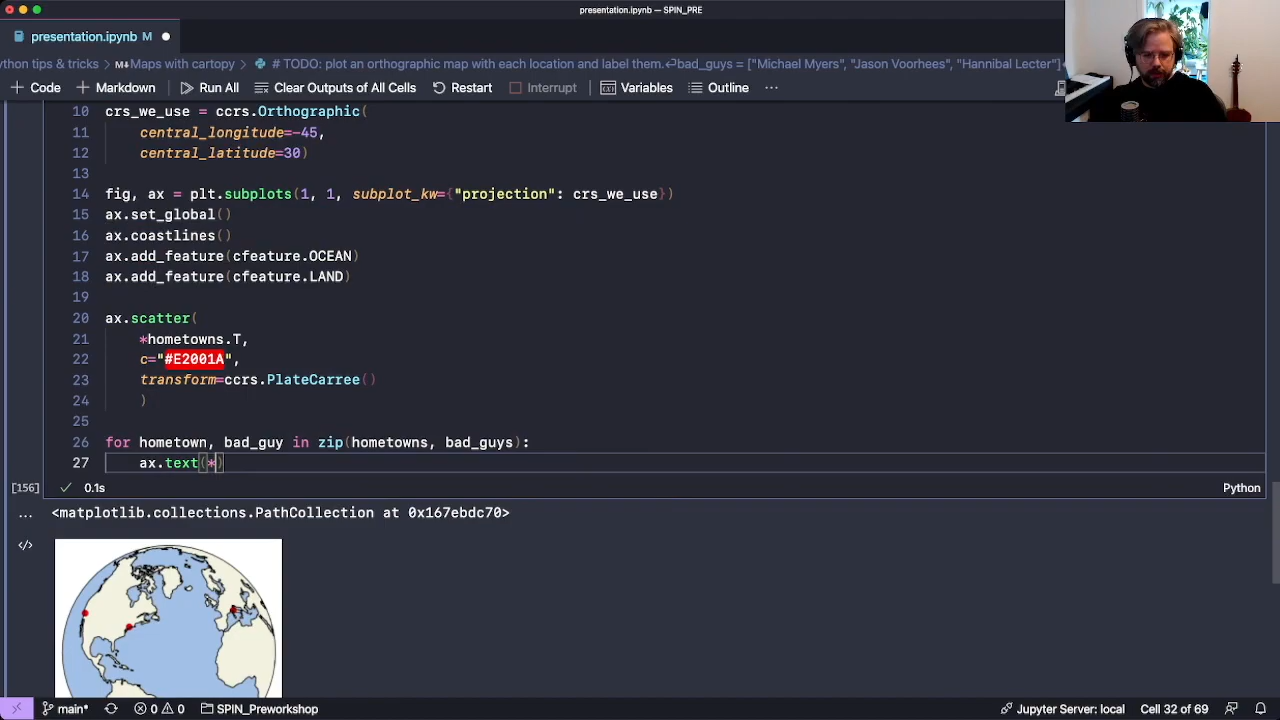 presentation.ipynb — SPIN_PRE
presentation.ipynb M
ython tips & tricks > Maps with cartopy > # TODO: plot an orthographic map with each location and label them.↵bad_guys = ["Michael Myers", "Jason Voorhees", "Hannibal Lecter"]
+ Code + Markdown Run All Clear Outputs of All Cells Restart Interrupt Variables Outline ...
10 crs_we_use = ccrs.Orthographic(
11 central_longitude=-45,
12 central_latitude=30)
13
14 fig, ax = plt.subplots(1, 1, subplot_kw={"projection": crs_we_use})
15 ax.set_global()
16 ax.coastlines()
17 ax.add_feature(cfeature.OCEAN)
18 ax.add_feature(cfeature.LAND)
19
20 ax.scatter(
21 *hometowns.T,
22 c="#E2001A",
23 transform=ccrs.PlateCarree()
24 )
25
26 for hometown, bad_guy in zip(hometowns, bad_guys):
27 ax.text(*)
[156] 0.1s Python
... <matplotlib.collections.PathCollection at 0x167ebdc70>
</>
main* 0 0 SPIN_Preworkshop Jupyter Server: local Cell 32 of 69